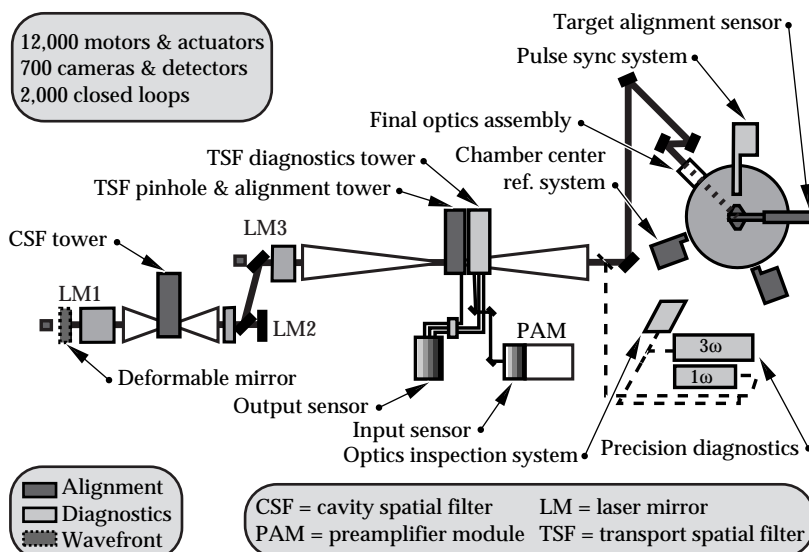 12,000 motors & actuators
700 cameras & detectors
2,000 closed loops
Target alignment sensor
Pulse sync system
Final optics assembly
TSF diagnostics tower
Chamber center
ref. system
TSF pinhole & alignment tower
LM3
CSF tower
LM1
LM2
PAM
3ω
1ω
Deformable mirror
Output sensor
Input sensor
Optics inspection system
Precision diagnostics
Alignment
Diagnostics
Wavefront
CSF = cavity spatial filter
LM = laser mirror
PAM = preamplifier module
TSF = transport spatial filter